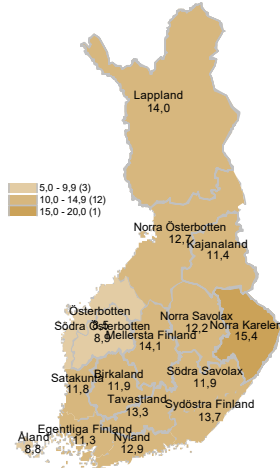 Lappland
14,0
5,0 - 9,9 (3)
10,0 - 14,9 (12)
15,0 - 20,0 (1)
Norra Österbotten
12,7
Kajanaland
11,4
Österbotten
Södra Österbotten
8,9
Mellersta Finland
14,1
Norra Savolax
12,2
Norra Karelen
15,4
Satakunta
11,8
Birkaland
11,9
Södra Savolax
11,9
Tavastland
13,3
Sydöstra Finland
13,7
Egentliga Finland
11,3
Åland
8,8
Nyland
12,9